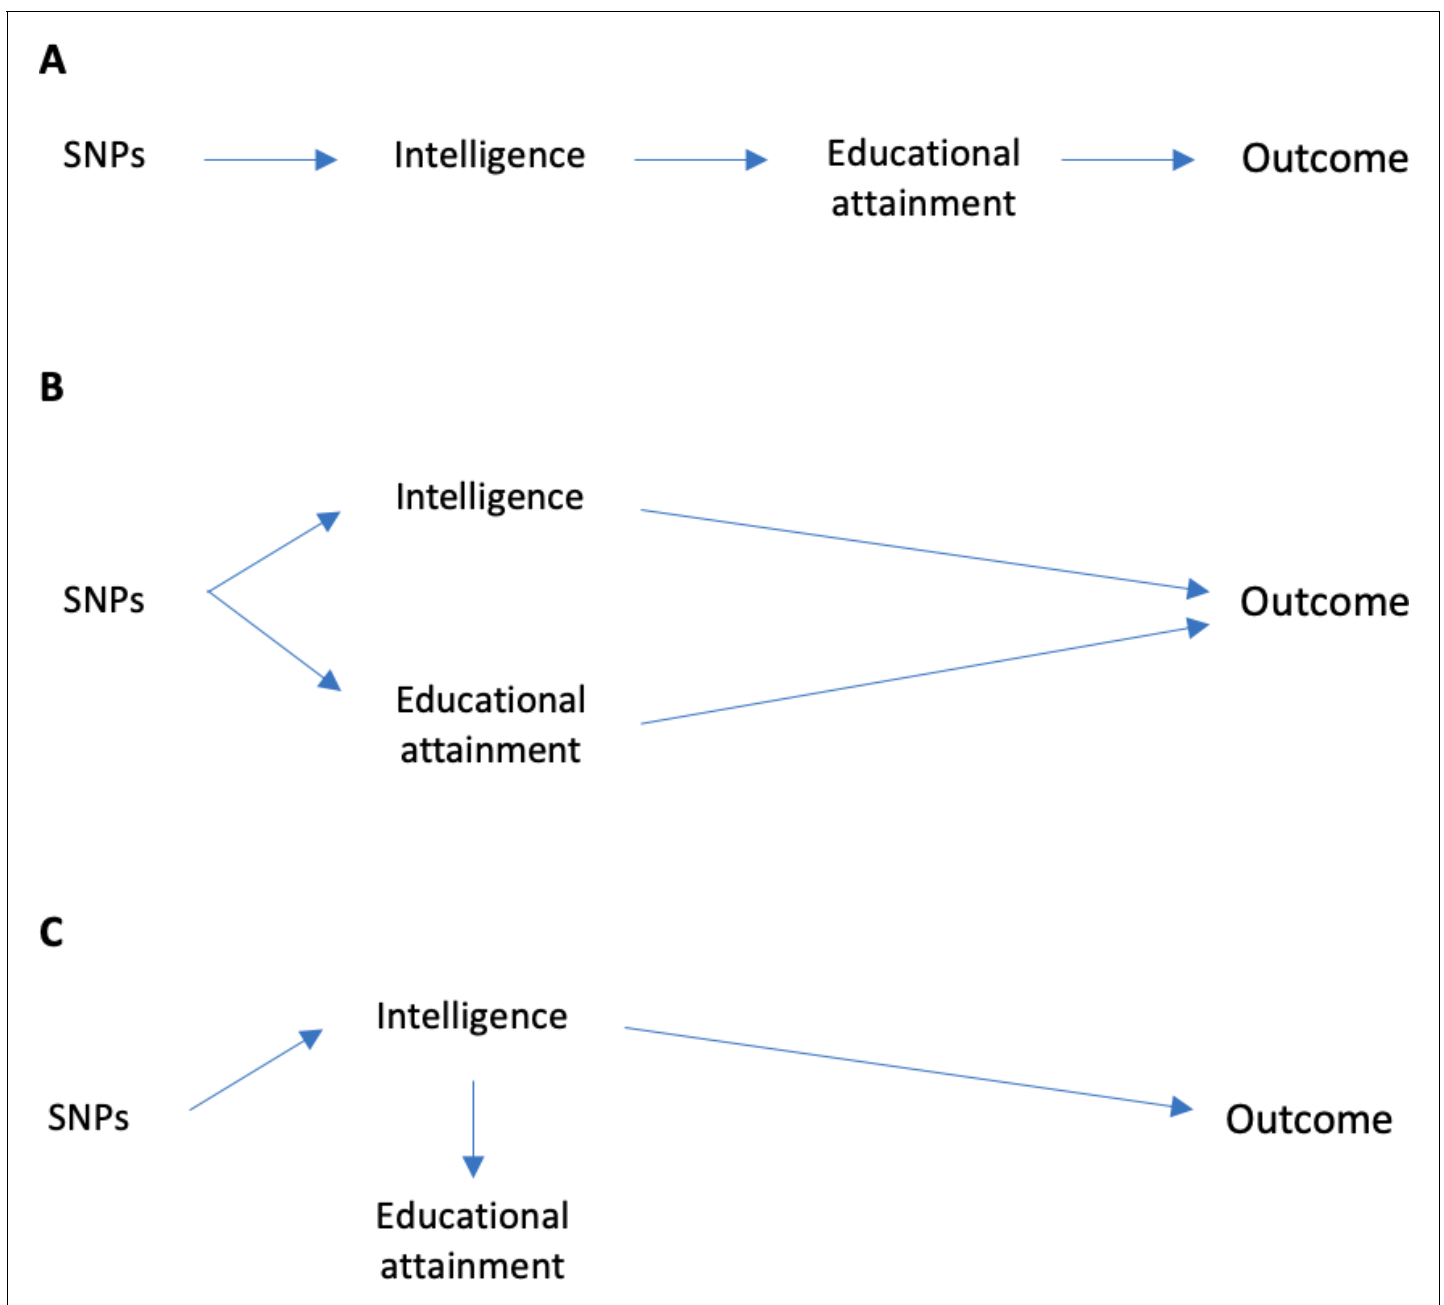 A
SNPs Intelligence Educational attainment Outcome
B
Intelligence
SNPs Outcome
Educational
attainment
C
Intelligence
SNPs Outcome
Educational
attainment